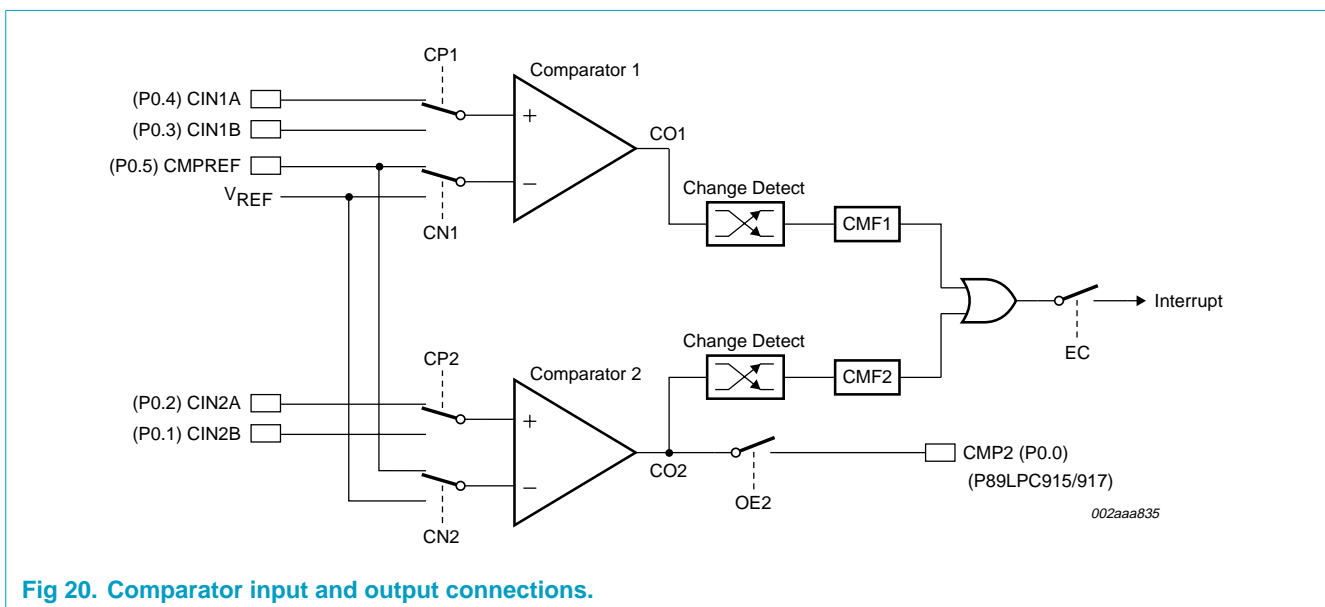 CP1
Comparator 1
(P0.4) CIN1A
+
(P0.3) CIN1B
CO1
(P0.5) CMPREF
−
Change Detect
VREF
CMF1
CN1
Interrupt
EC
Change Detect
CP2
Comparator 2
CMF2
(P0.2) CIN2A
+
(P0.1) CIN2B
CMP2 (P0.0)
CO2
(P89LPC915/917)
−
OE2
002aaa835
CN2
Fig 20. Comparator input and output connections.